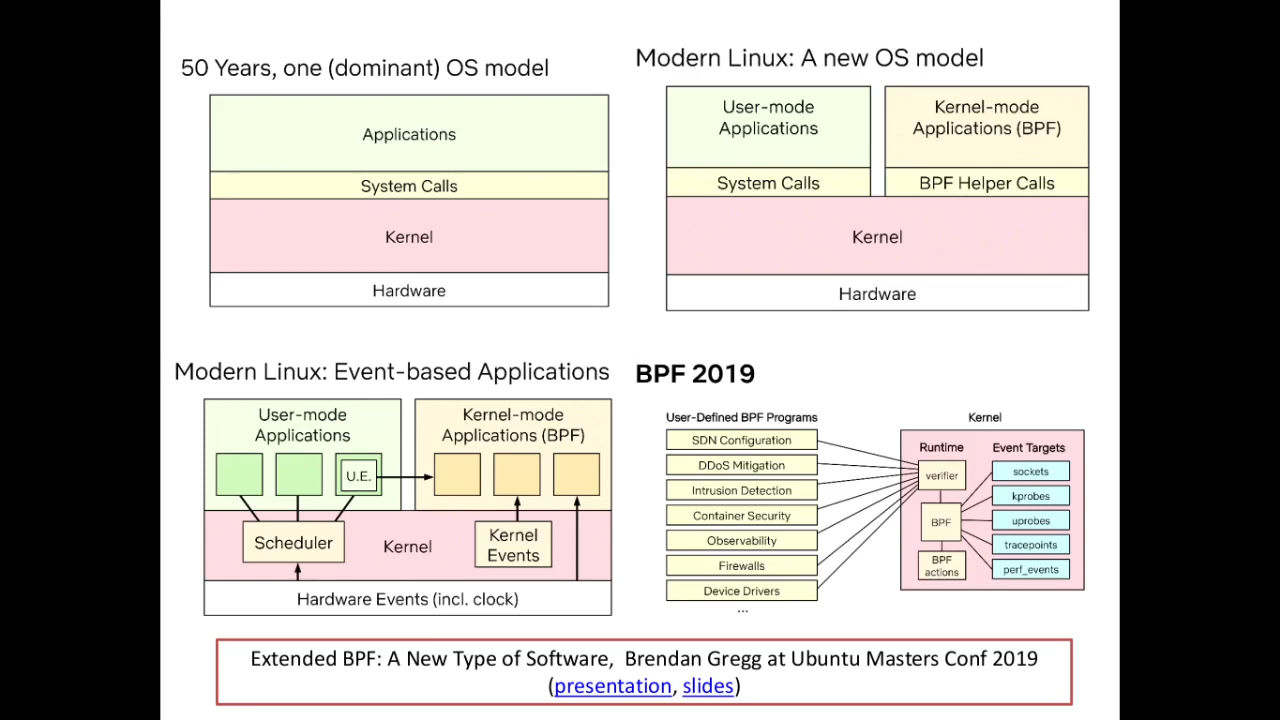 50 Years, one (dominant) OS model
Applications
System Calls
Kernel
Hardware
Modern Linux: A new OS model
User-mode
Applications
Kernel-mode
Applications (BPF)
System Calls
BPF Helper Calls
Kernel
Hardware
Modern Linux: Event-based Applications
User-mode
Applications
Kernel-mode
Applications (BPF)
U.E.
Scheduler
Kernel
Kernel
Events
Hardware Events (incl. clock)
BPF 2019
User-Defined BPF Programs
SDN Configuration
DDoS Mitigation
Intrusion Detection
Container Security
Observability
Firewalls
Device Drivers
...
Kernel
Runtime
verifier
BPF
BPF
actions
Event Targets
sockets
kprobes
uprobes
tracepoints
perf_events
Extended BPF: A New Type of Software, Brendan Gregg at Ubuntu Masters Conf 2019
(presentation, slides)